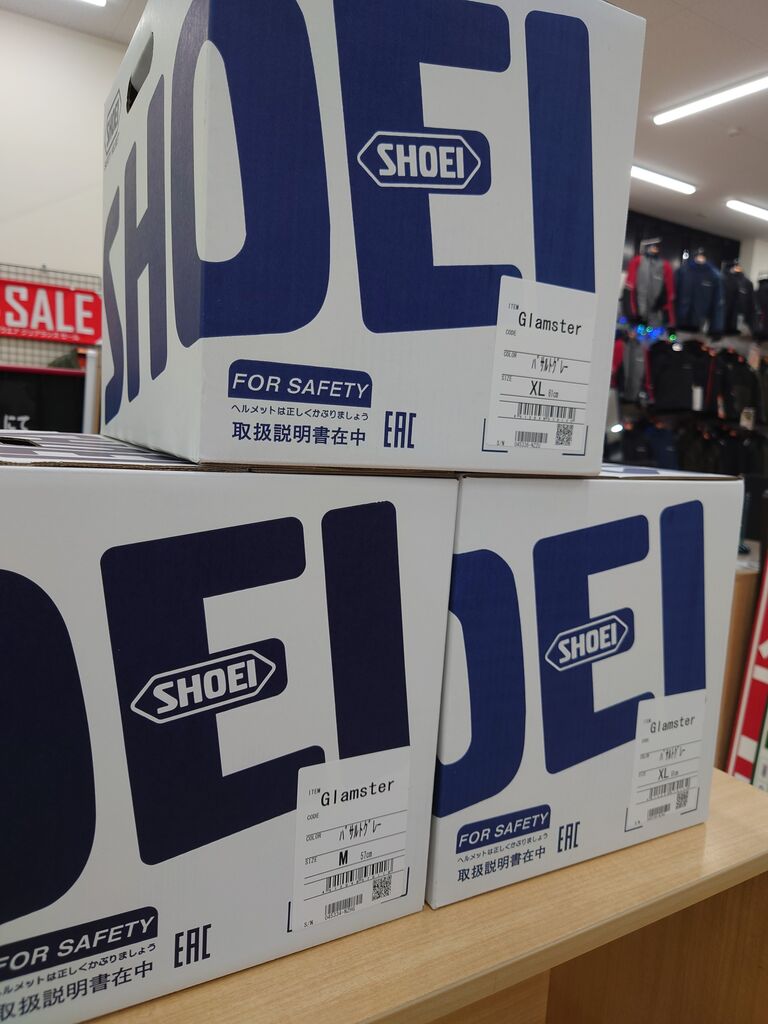 SHOEI
SHOEI
SHOEI
FOR SAFETY
ヘルメットは正しくかぶりましょう
取扱説明書在中
EAC
ITEM
Glamster
CODE
COLOR
バサルトグレー
SIZE
XL 61cm
S/N
SALE
OEI
SHOEI
FOR SAFETY
ヘルメットは正しくかぶりましょう
取扱説明書在中
EAC
ITEM
Glamster
CODE
COLOR
バサルトグレー
SIZE
M 57cm
S/N
OEI
SHOEI
FOR SAFETY
ヘルメットは正しくかぶりましょう
取扱説明書在中
EAC
ITEM
Glamster
COLOR
バサルトグレー
SIZE
XL 61cm
S/N